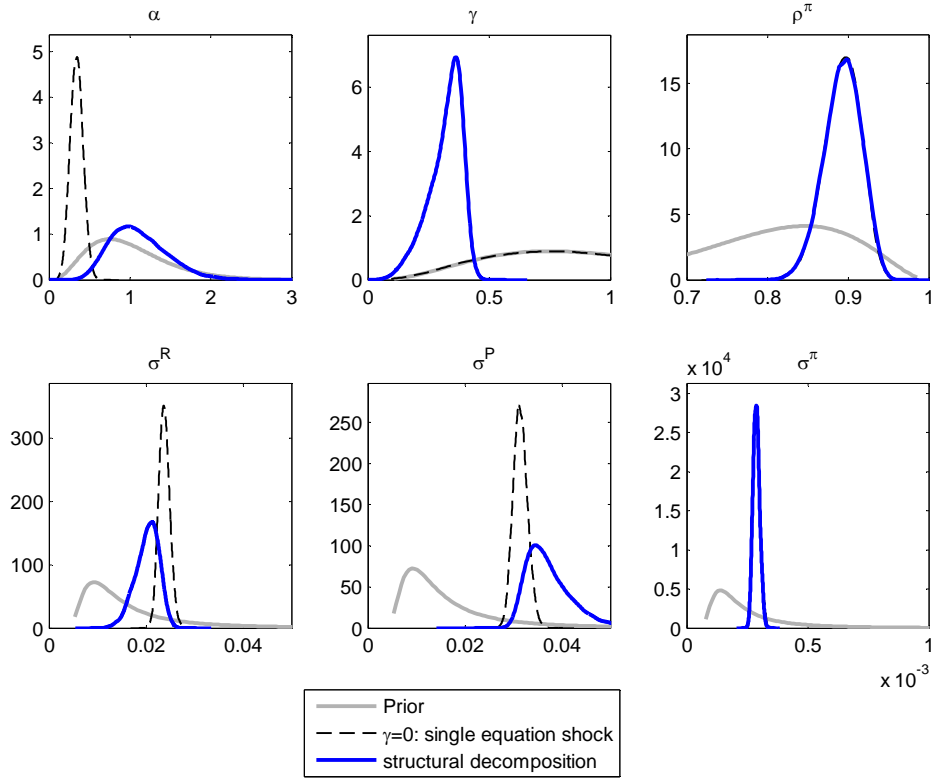 α γ ρ^π
5 4 3 2 1 0
0 1 2 3
6 4 2 0
0 0.5 1
15 10 5 0
0.7 0.8 0.9 1
σ^R σ^P σ^π
300 200 100 0
0 0.02 0.04
250 200 150 100 50 0
0 0.02 0.04
x 10^4
3 2.5 2 1.5 1 0.5 0
0 0.5 1
x 10^-3
Prior
γ=0: single equation shock
structural decomposition